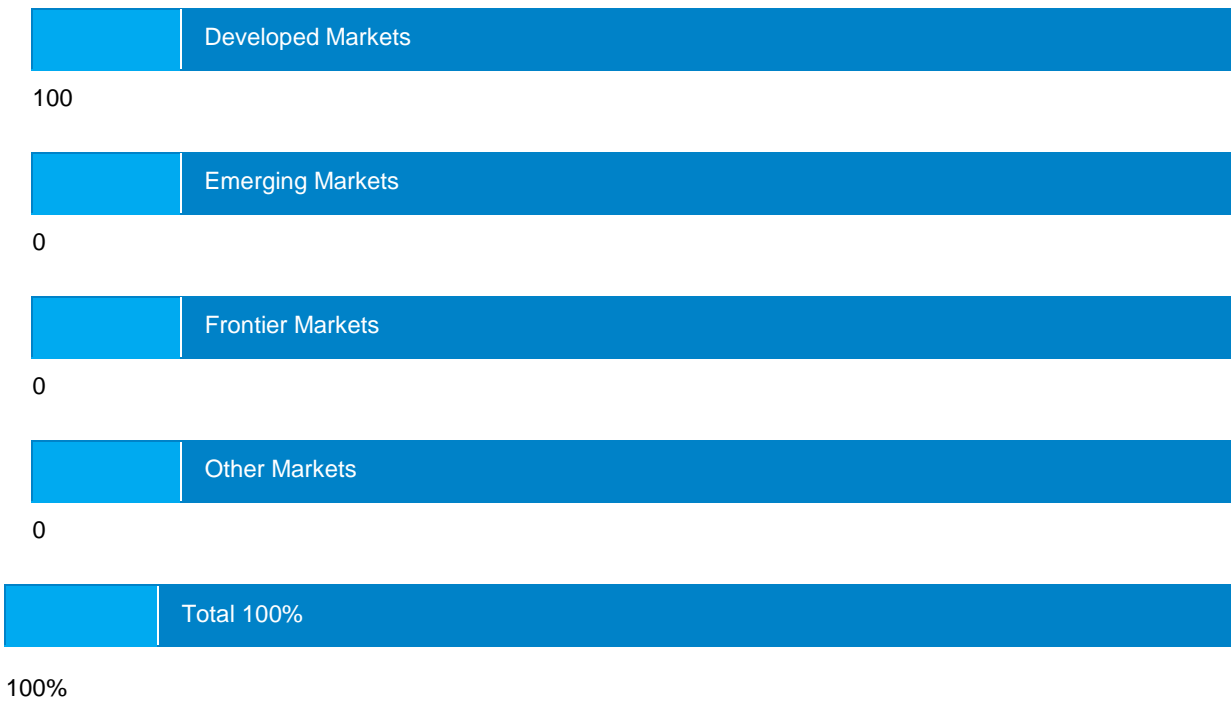 Developed Markets
100
Emerging Markets
0
Frontier Markets
0
Other Markets
0
Total 100%
100%